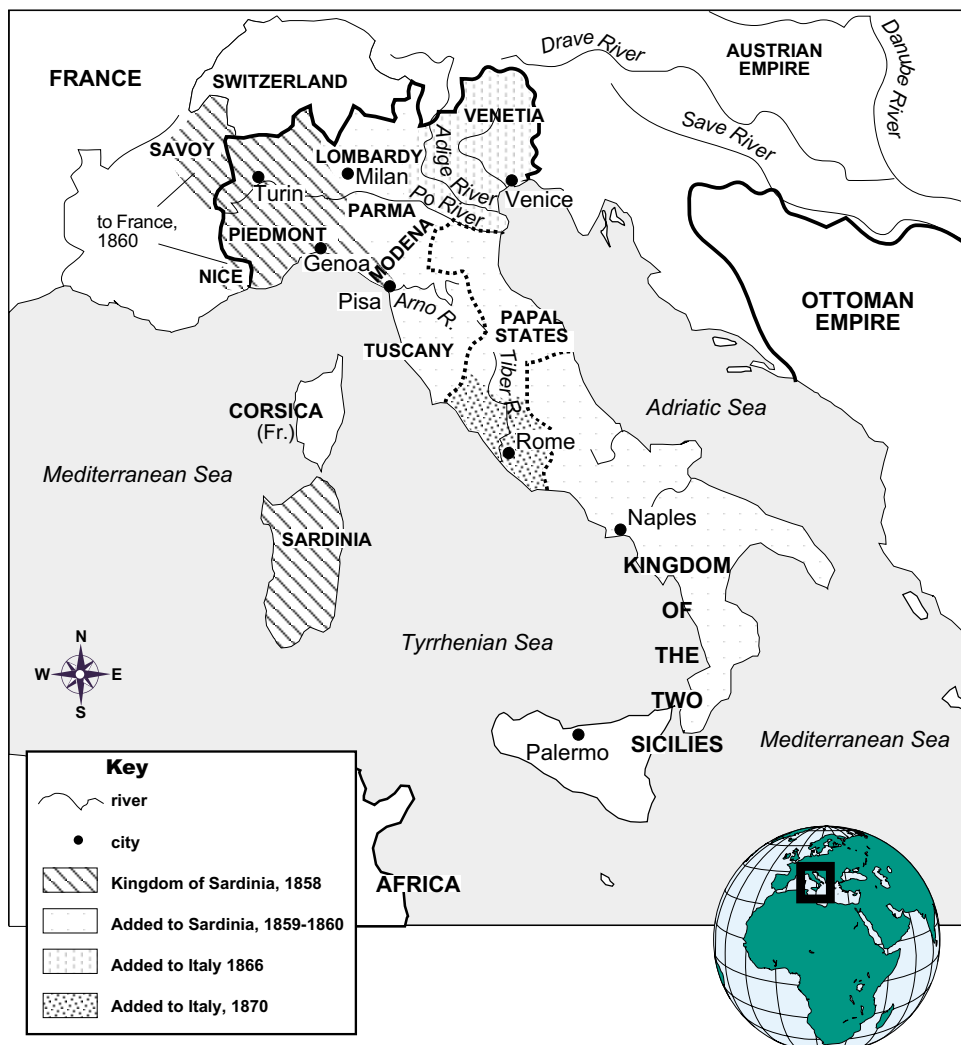 FRANCE
SWITZERLAND
Drave River
AUSTRIAN
EMPIRE
Danube River
SAVOY
LOMBARDY
Milan
VENETIA
Adige River
Save River
Turin
Venice
to France,
1860
PARMA
Po River
PIEDMONT
Genoa
MODENA
NICE
Pisa
Arno R.
OTTOMAN
EMPIRE
PAPAL
STATES
TUSCANY
Tiber R.
CORSICA
(Fr.)
Adriatic Sea
Rome
Mediterranean Sea
Naples
SARDINIA
KINGDOM
OF
THE
TWO
SICILIES
Tyrrhenian Sea
N
W
E
S
Palermo
Mediterranean Sea
Key
river
city
Kingdom of Sardinia, 1858
Added to Sardinia, 1859-1860
Added to Italy 1866
Added to Italy, 1870
AFRICA